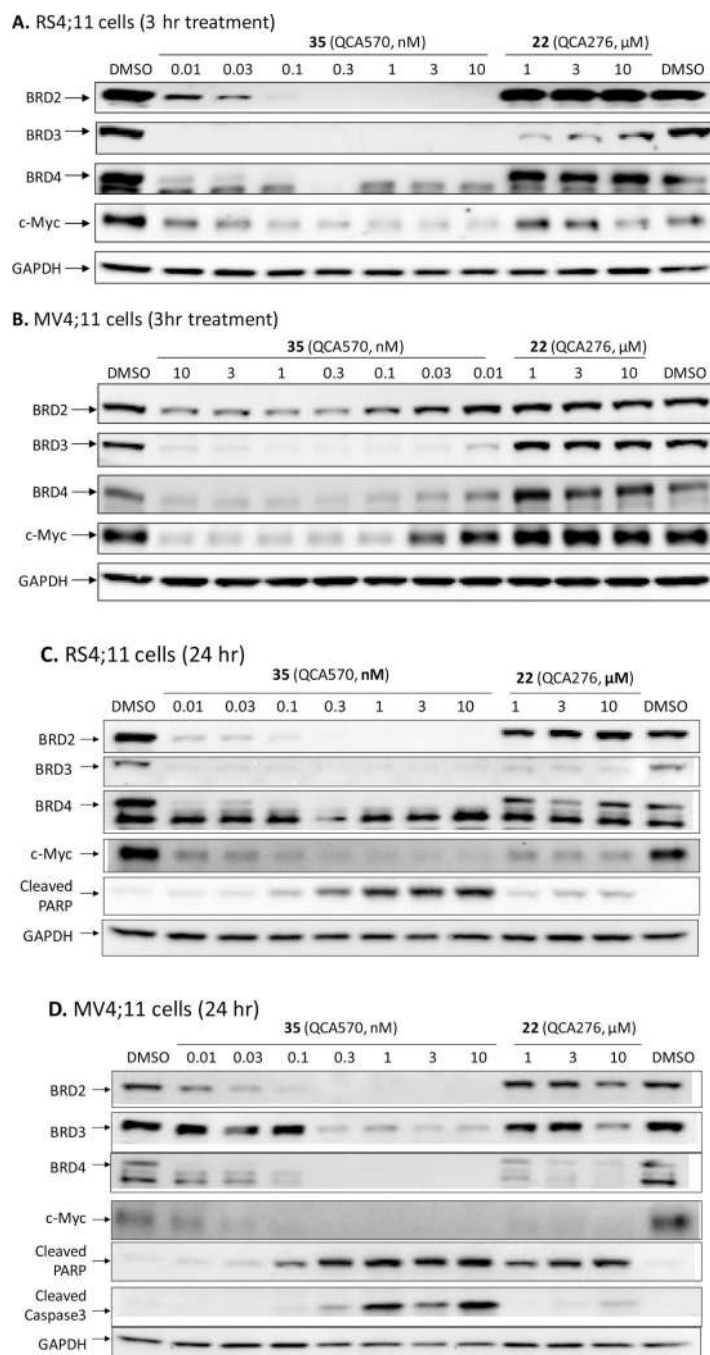 A. RS4;11 cells (3 hr treatment)
35 (QCA570, nM) 22 (QCA276, μM)
DMSO 0.01 0.03 0.1 0.3 1 3 10 1 3 10 DMSO
BRD2
BRD3
BRD4
c-Myc
GAPDH
B. MV4;11 cells (3hr treatment)
35 (QCA570, nM) 22 (QCA276, μM)
DMSO 10 3 1 0.3 0.1 0.03 0.01 1 3 10 DMSO
BRD2
BRD3
BRD4
c-Myc
GAPDH
C. RS4;11 cells (24 hr)
35 (QCA570, nM) 22 (QCA276, μM)
DMSO 0.01 0.03 0.1 0.3 1 3 10 1 3 10 DMSO
BRD2
BRD3
BRD4
c-Myc
Cleaved
PARP
GAPDH
D. MV4;11 cells (24 hr)
35 (QCA570, nM) 22 (QCA276, μM)
DMSO 0.01 0.03 0.1 0.3 1 3 10 1 3 10 DMSO
BRD2
BRD3
BRD4
c-Myc
Cleaved
PARP
Cleaved
Caspase3
GAPDH